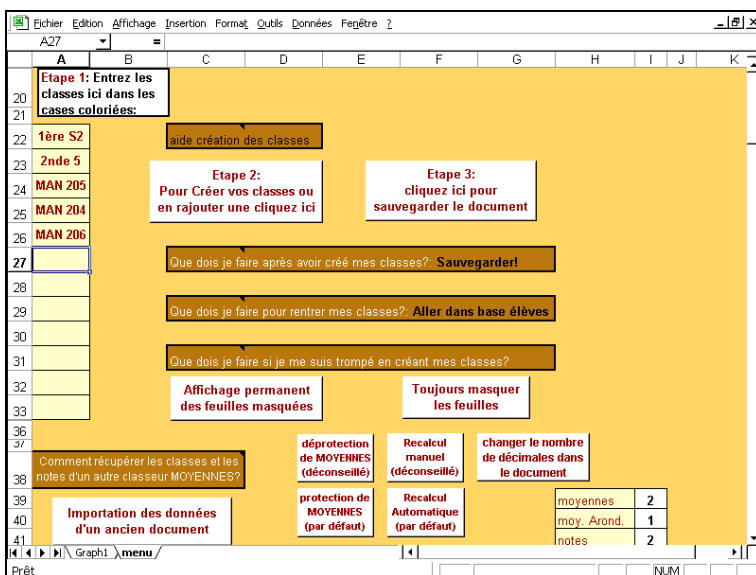 Fichier Edition Affichage Insertion Format Outils Données Fenêtre ?
A27 =
A B C D E F G H I J K
20 Etape 1: Entrez les
classes ici dans les
cases coloriées:
21
22 1ère S2 aide création des classes
23 2nde 5
24 MAN 205
25 MAN 204
26 MAN 206
Etape 2:
Pour Créer vos classes ou
en rajouter une cliquez ici
Etape 3:
cliquez ici pour
sauvegarder le document
27 Que dois je faire après avoir créé mes classes?: Sauvegarder!
28
29 Que dois je faire pour rentrer mes classes?: Aller dans base élèves
30
31 Que dois je faire si je me suis trompé en créant mes classes?
32
33
Affichage permanent
des feuilles masquées
Toujours masquer
les feuilles
36
37
38 Comment récupérer les classes et les
notes d'un autre classeur MOYENNES?
déprotection
de MOYENNES
(déconseillé)
Recalcul
manuel
(déconseillé)
changer le nombre
de décimales dans
le document
Importation des données
d'un ancien document
protection de
MOYENNES
(par défaut)
Recalcul
Automatique
(par défaut)
39 moyennes 2
40 moy. Arond. 1
41 notes 2
Graph1 menu
Prêt NUM